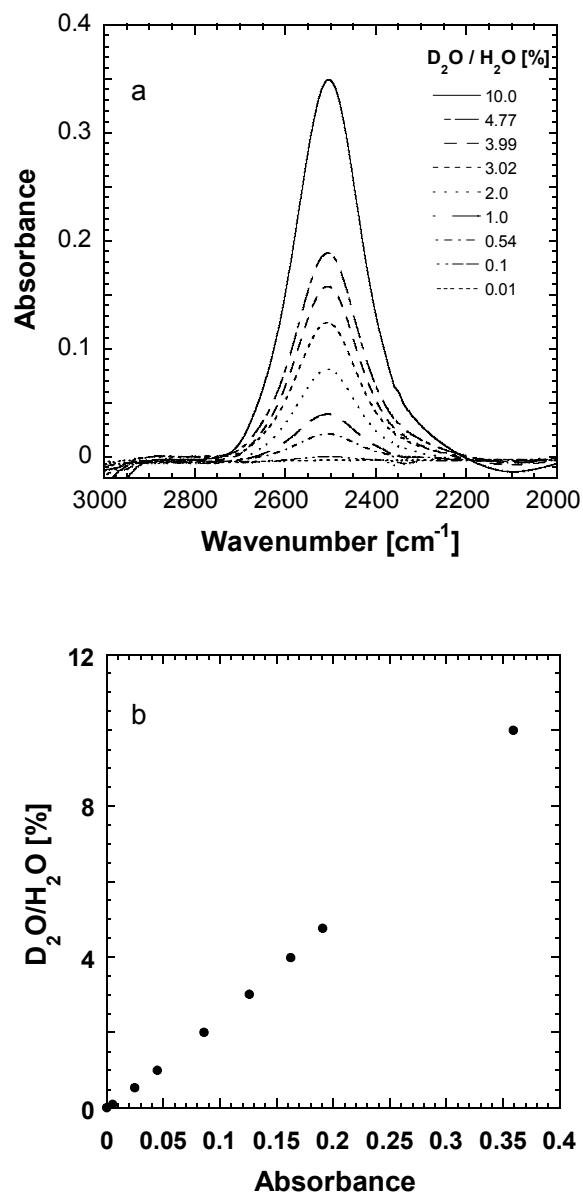 0.4
0.3
0.2
0.1
0
Absorbance
a
D₂O / H₂O [%]
10.0
4.77
3.99
3.02
2.0
1.0
0.54
0.1
0.01
3000 2800 2600 2400 2200 2000
Wavenumber [cm⁻¹]
12
8
4
0
D₂O/H₂O [%]
b
0 0.05 0.1 0.15 0.2 0.25 0.3 0.35 0.4
Absorbance